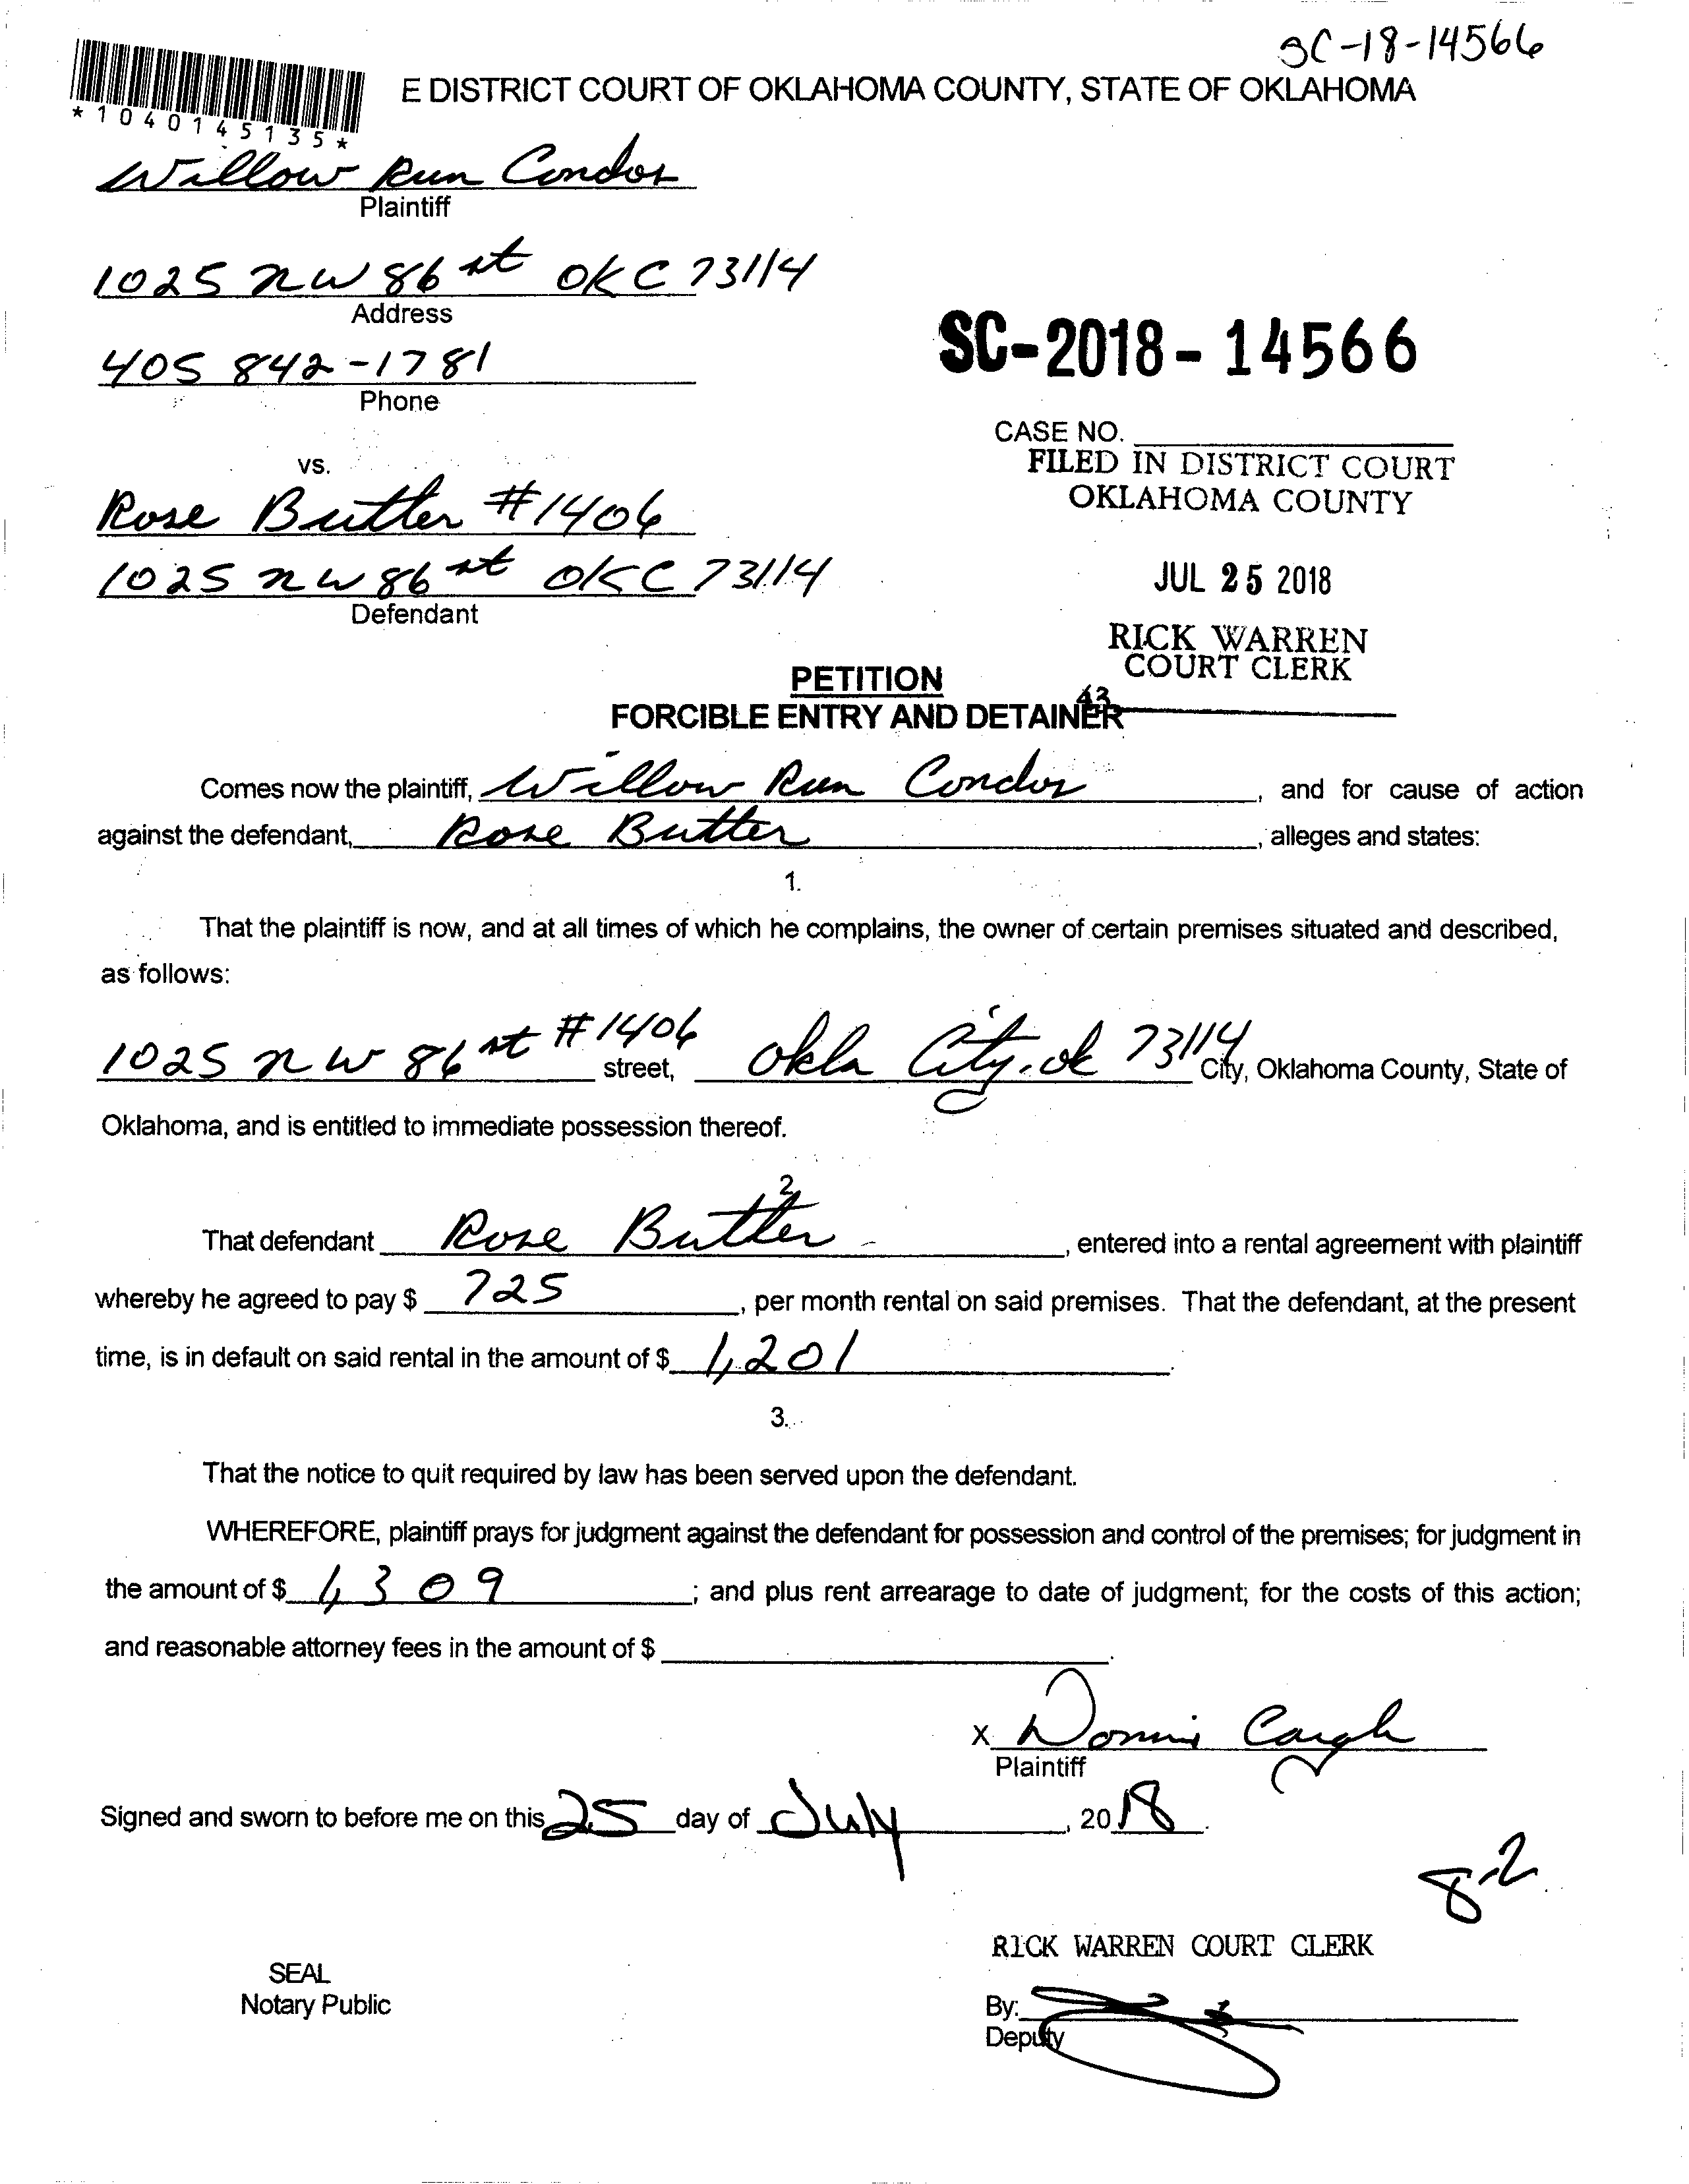 SC-18-14566
E DISTRICT COURT OF OKLAHOMA COUNTY, STATE OF OKLAHOMA
*1040145135*
Willow Run Condos
Plaintiff
1025 NW 86 st OKC 73114
Address
405 842-1781
Phone
SC-2018-14566
CASE NO.
FILED IN DISTRICT COURT
OKLAHOMA COUNTY
JUL 25 2018
RICK WARREN
COURT CLERK
43
vs.
Rose Butler #1406
1025 NW 86 st OKC 73114
Defendant
PETITION
FORCIBLE ENTRY AND DETAINER
Comes now the plaintiff, Willow Run Condos, and for cause of action
against the defendant, Rose Butler, alleges and states:
1.
That the plaintiff is now, and at all times of which he complains, the owner of certain premises situated and described,
as follows:
1025 NW 86 st #1406 street, Okla City, ok 73114 City, Oklahoma County, State of
Oklahoma, and is entitled to immediate possession thereof.
2.
That defendant Rose Butler, entered into a rental agreement with plaintiff
whereby he agreed to pay $ 725, per month rental on said premises. That the defendant, at the present
time, is in default on said rental in the amount of $ 1,201.
3.
That the notice to quit required by law has been served upon the defendant.
WHEREFORE, plaintiff prays for judgment against the defendant for possession and control of the premises; for judgment in
the amount of $ 1,309; and plus rent arrearage to date of judgment; for the costs of this action;
and reasonable attorney fees in the amount of $ .
X Donnis
Plaintiff
Signed and sworn to before me on this 25 day of July, 2018.
8-2
RICK WARREN COURT CLERK
SEAL
Notary Public
By:
Deputy